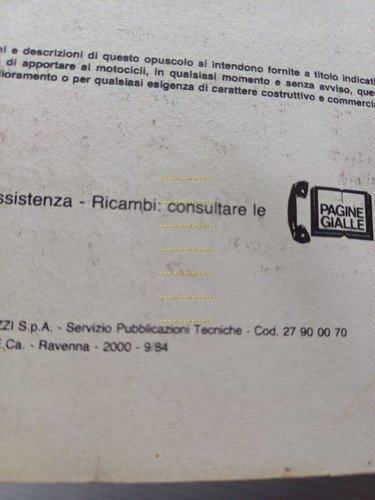 ni e descrizioni di questo opuscolo si intendono fornite a titolo indicati
di apportare ai motocicli, in qualsiasi momento e senza avviso, que
lioramento o per qualsiasi esigenza di carattere costruttivo e commercia
ssistenza - Ricambi: consultare le
PAGINE
GIALLE
ZZI S.p.A. - Servizio Pubblicazioni Tecniche - Cod. 27 90 00 70
E.Ca. - Ravenna - 2000 - 9/84